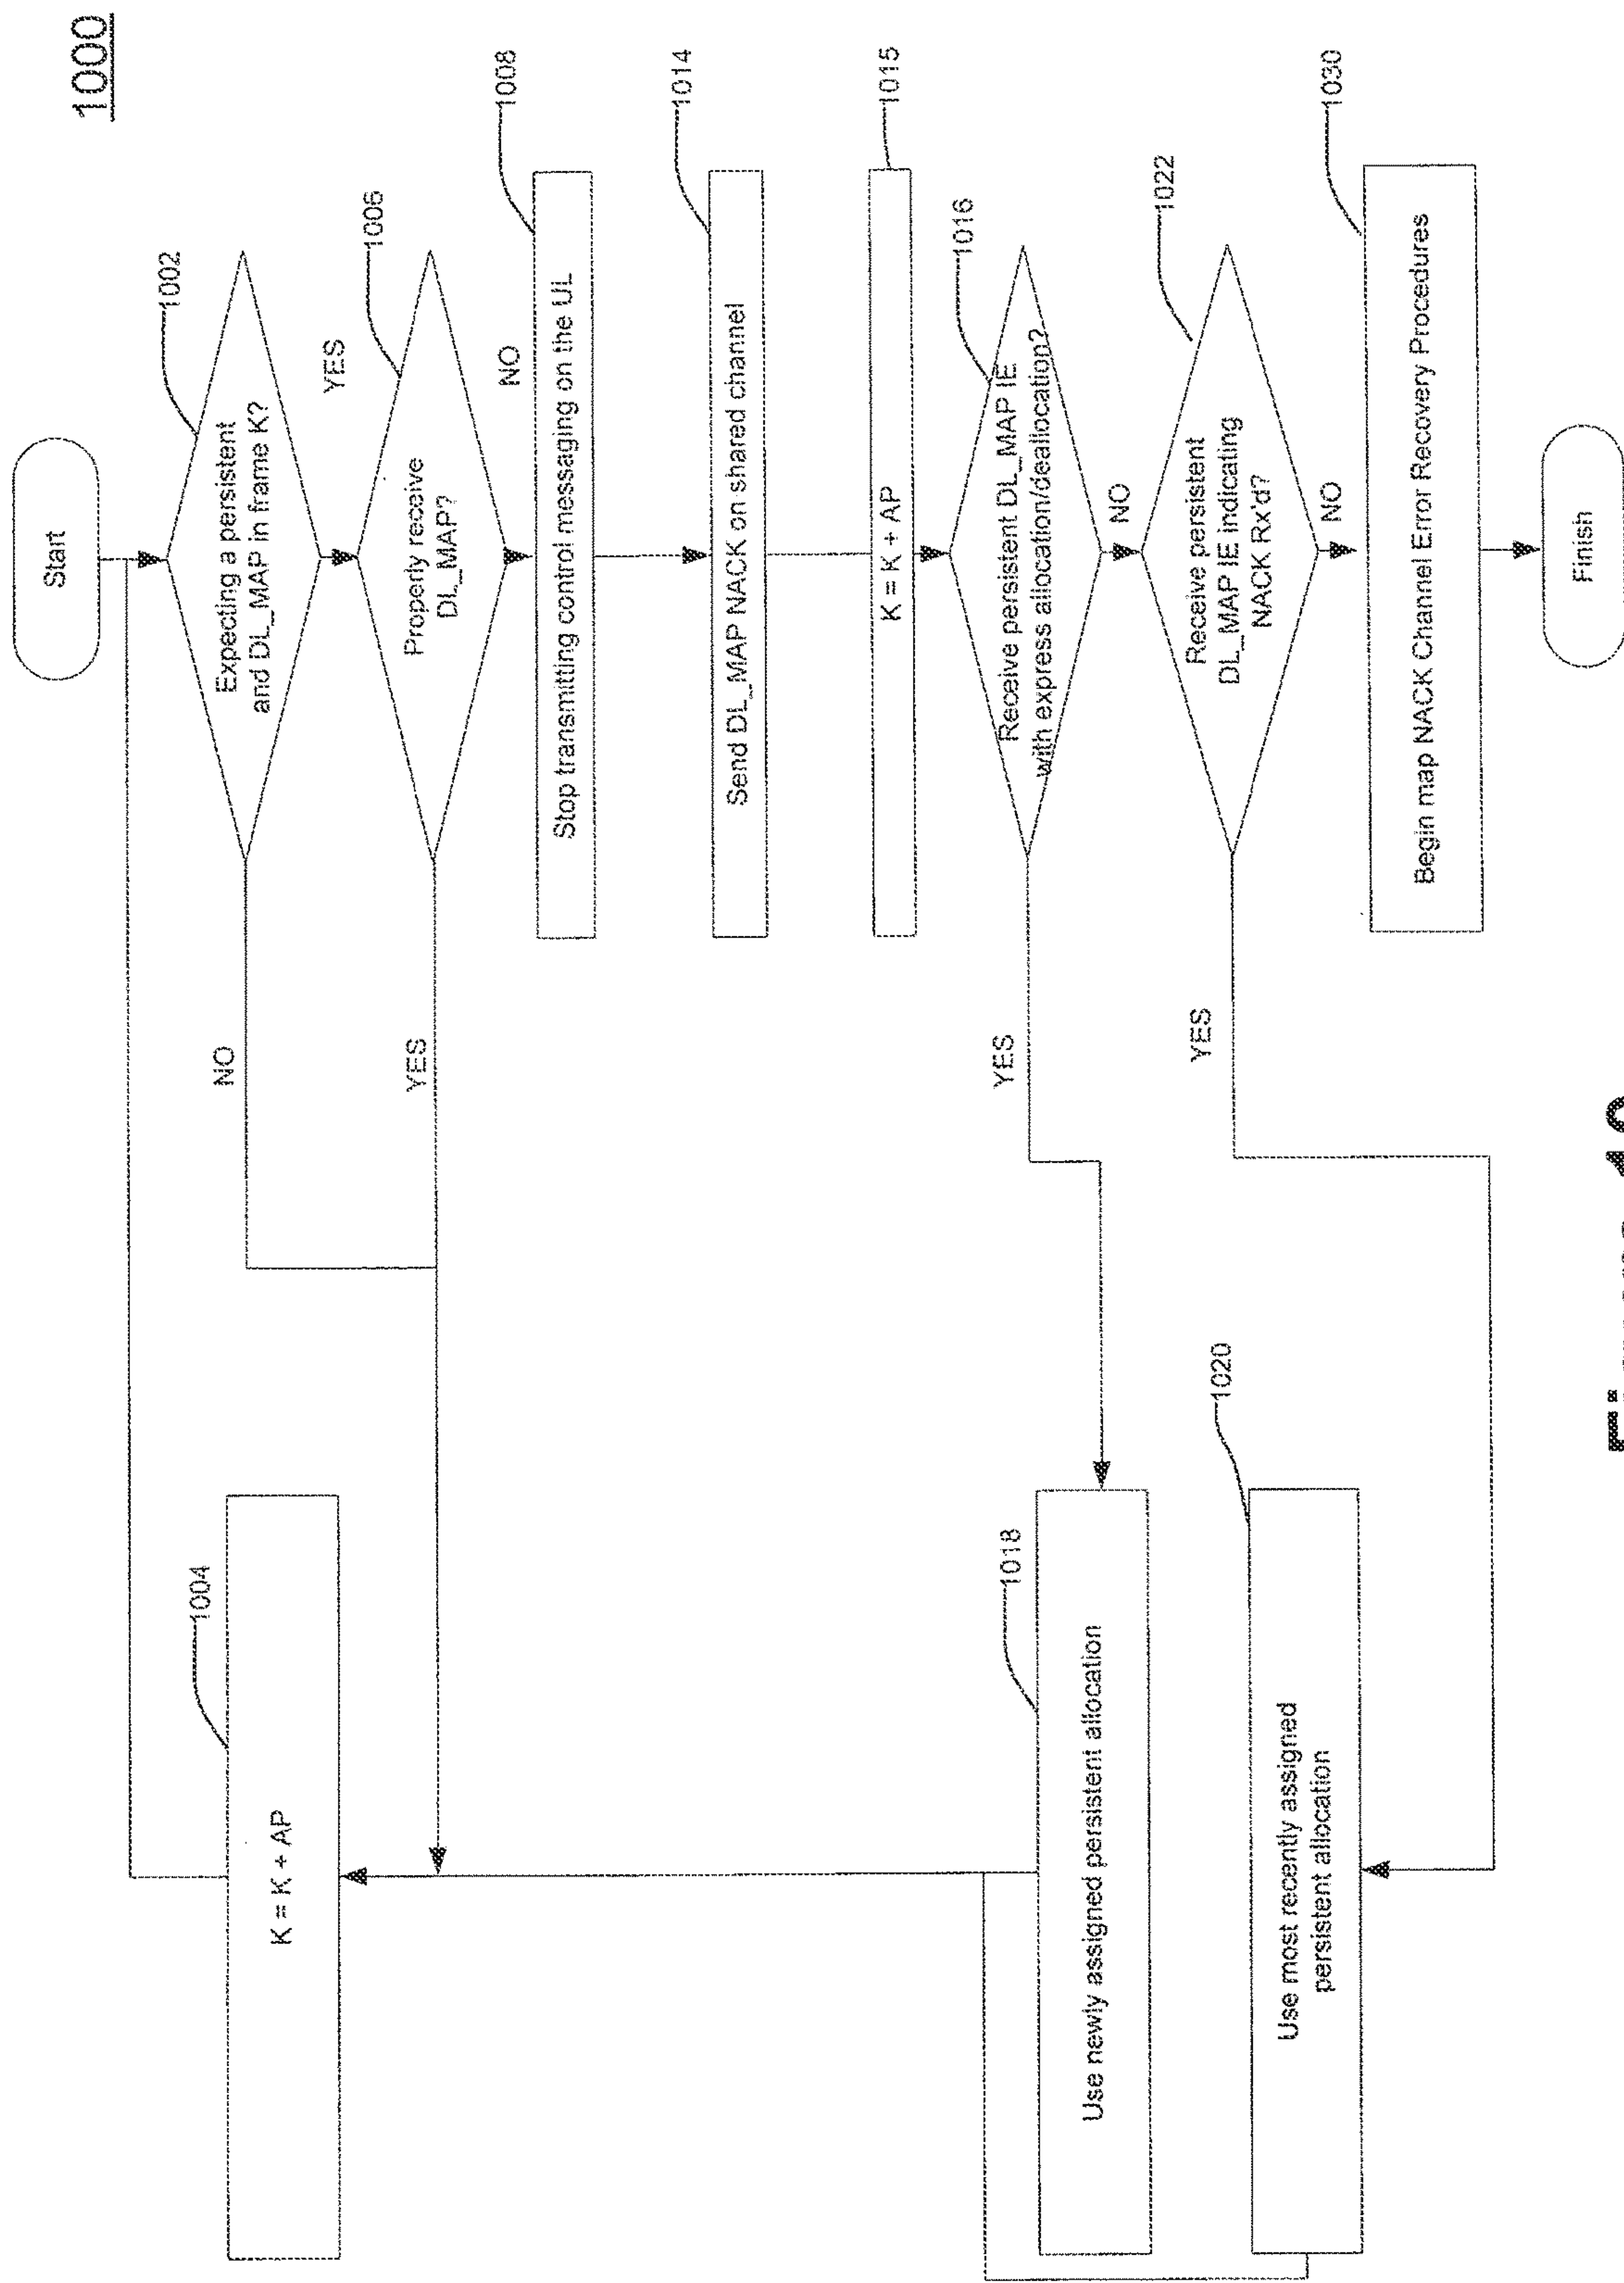 1000
Start
1002
Expecting a persistent
and DL_MAP in frame K?
NO
YES
1004
K = K + AP
1006
Properly receive
DL_MAP?
YES
NO
1008
Stop transmitting control messaging on the UL
1014
Send DL_MAP NACK on shared channel
1015
K = K + AP
1016
Receive persistent DL_MAP IE
with express allocation/deallocation?
YES
NO
1018
Use newly assigned persistent allocation
1022
Receive persistent
DL_MAP IE indicating
NACK Rx'd?
YES
NO
1020
Use most recently assigned
persistent allocation
1030
Begin map NACK Channel Error Recovery Procedures
Finish